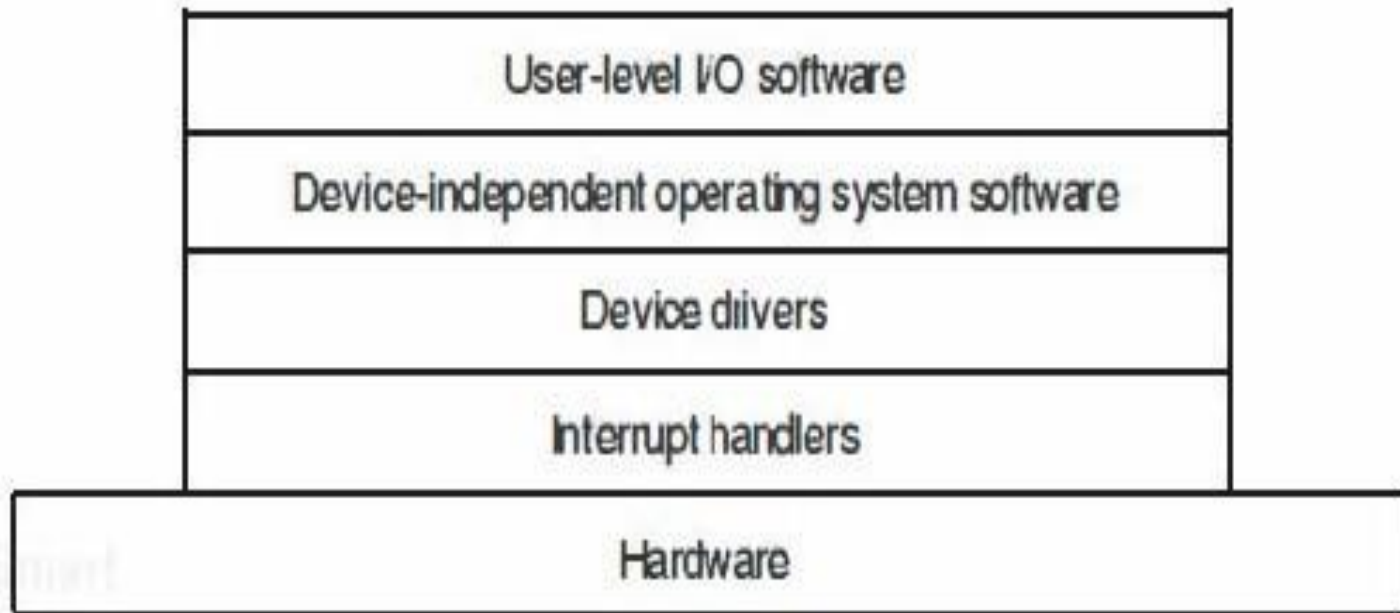 User-level I/O software
Device-independent operating system software
Device drivers
Interrupt handlers
Hardware